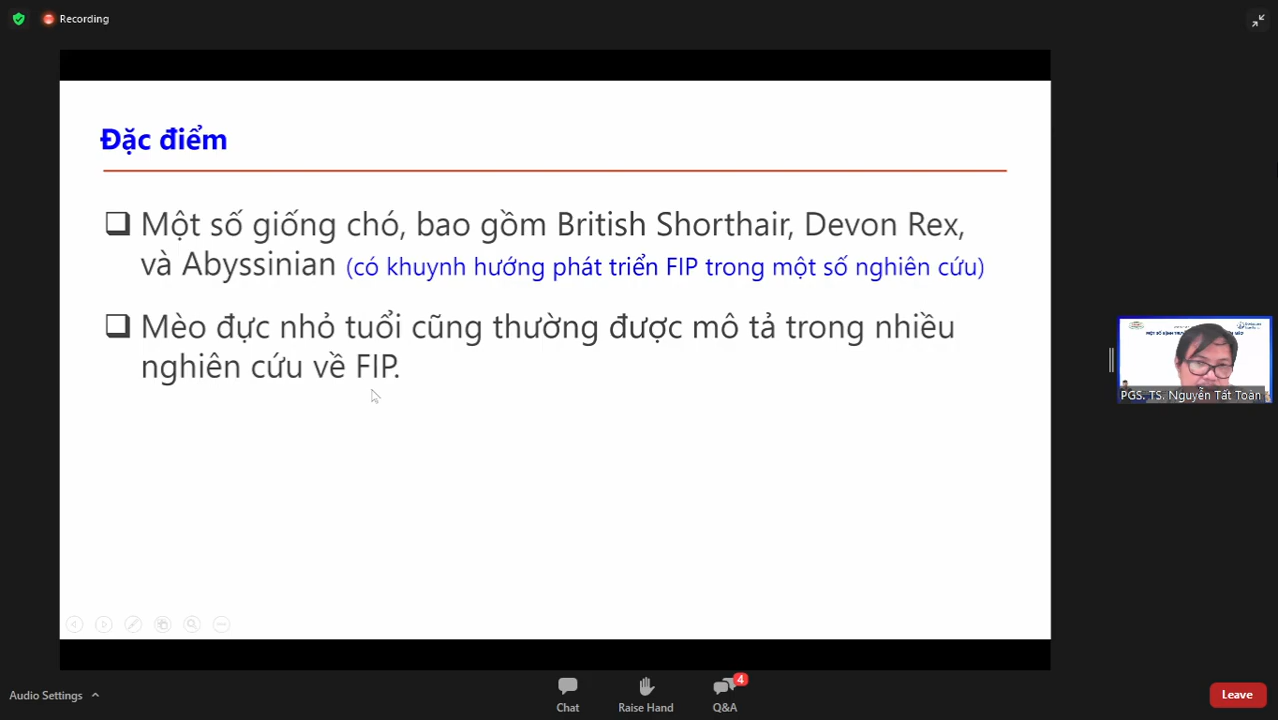 Recording
Đặc điểm
❑ Một số giống chó, bao gồm British Shorthair, Devon Rex,
và Abyssinian (có khuynh hướng phát triển FIP trong một số nghiên cứu)
❑ Mèo đực nhỏ tuổi cũng thường được mô tả trong nhiều
nghiên cứu về FIP.
PGS. TS. Nguyễn Tất Toàn
Audio Settings
Chat
Raise Hand
4
Q&A
Leave